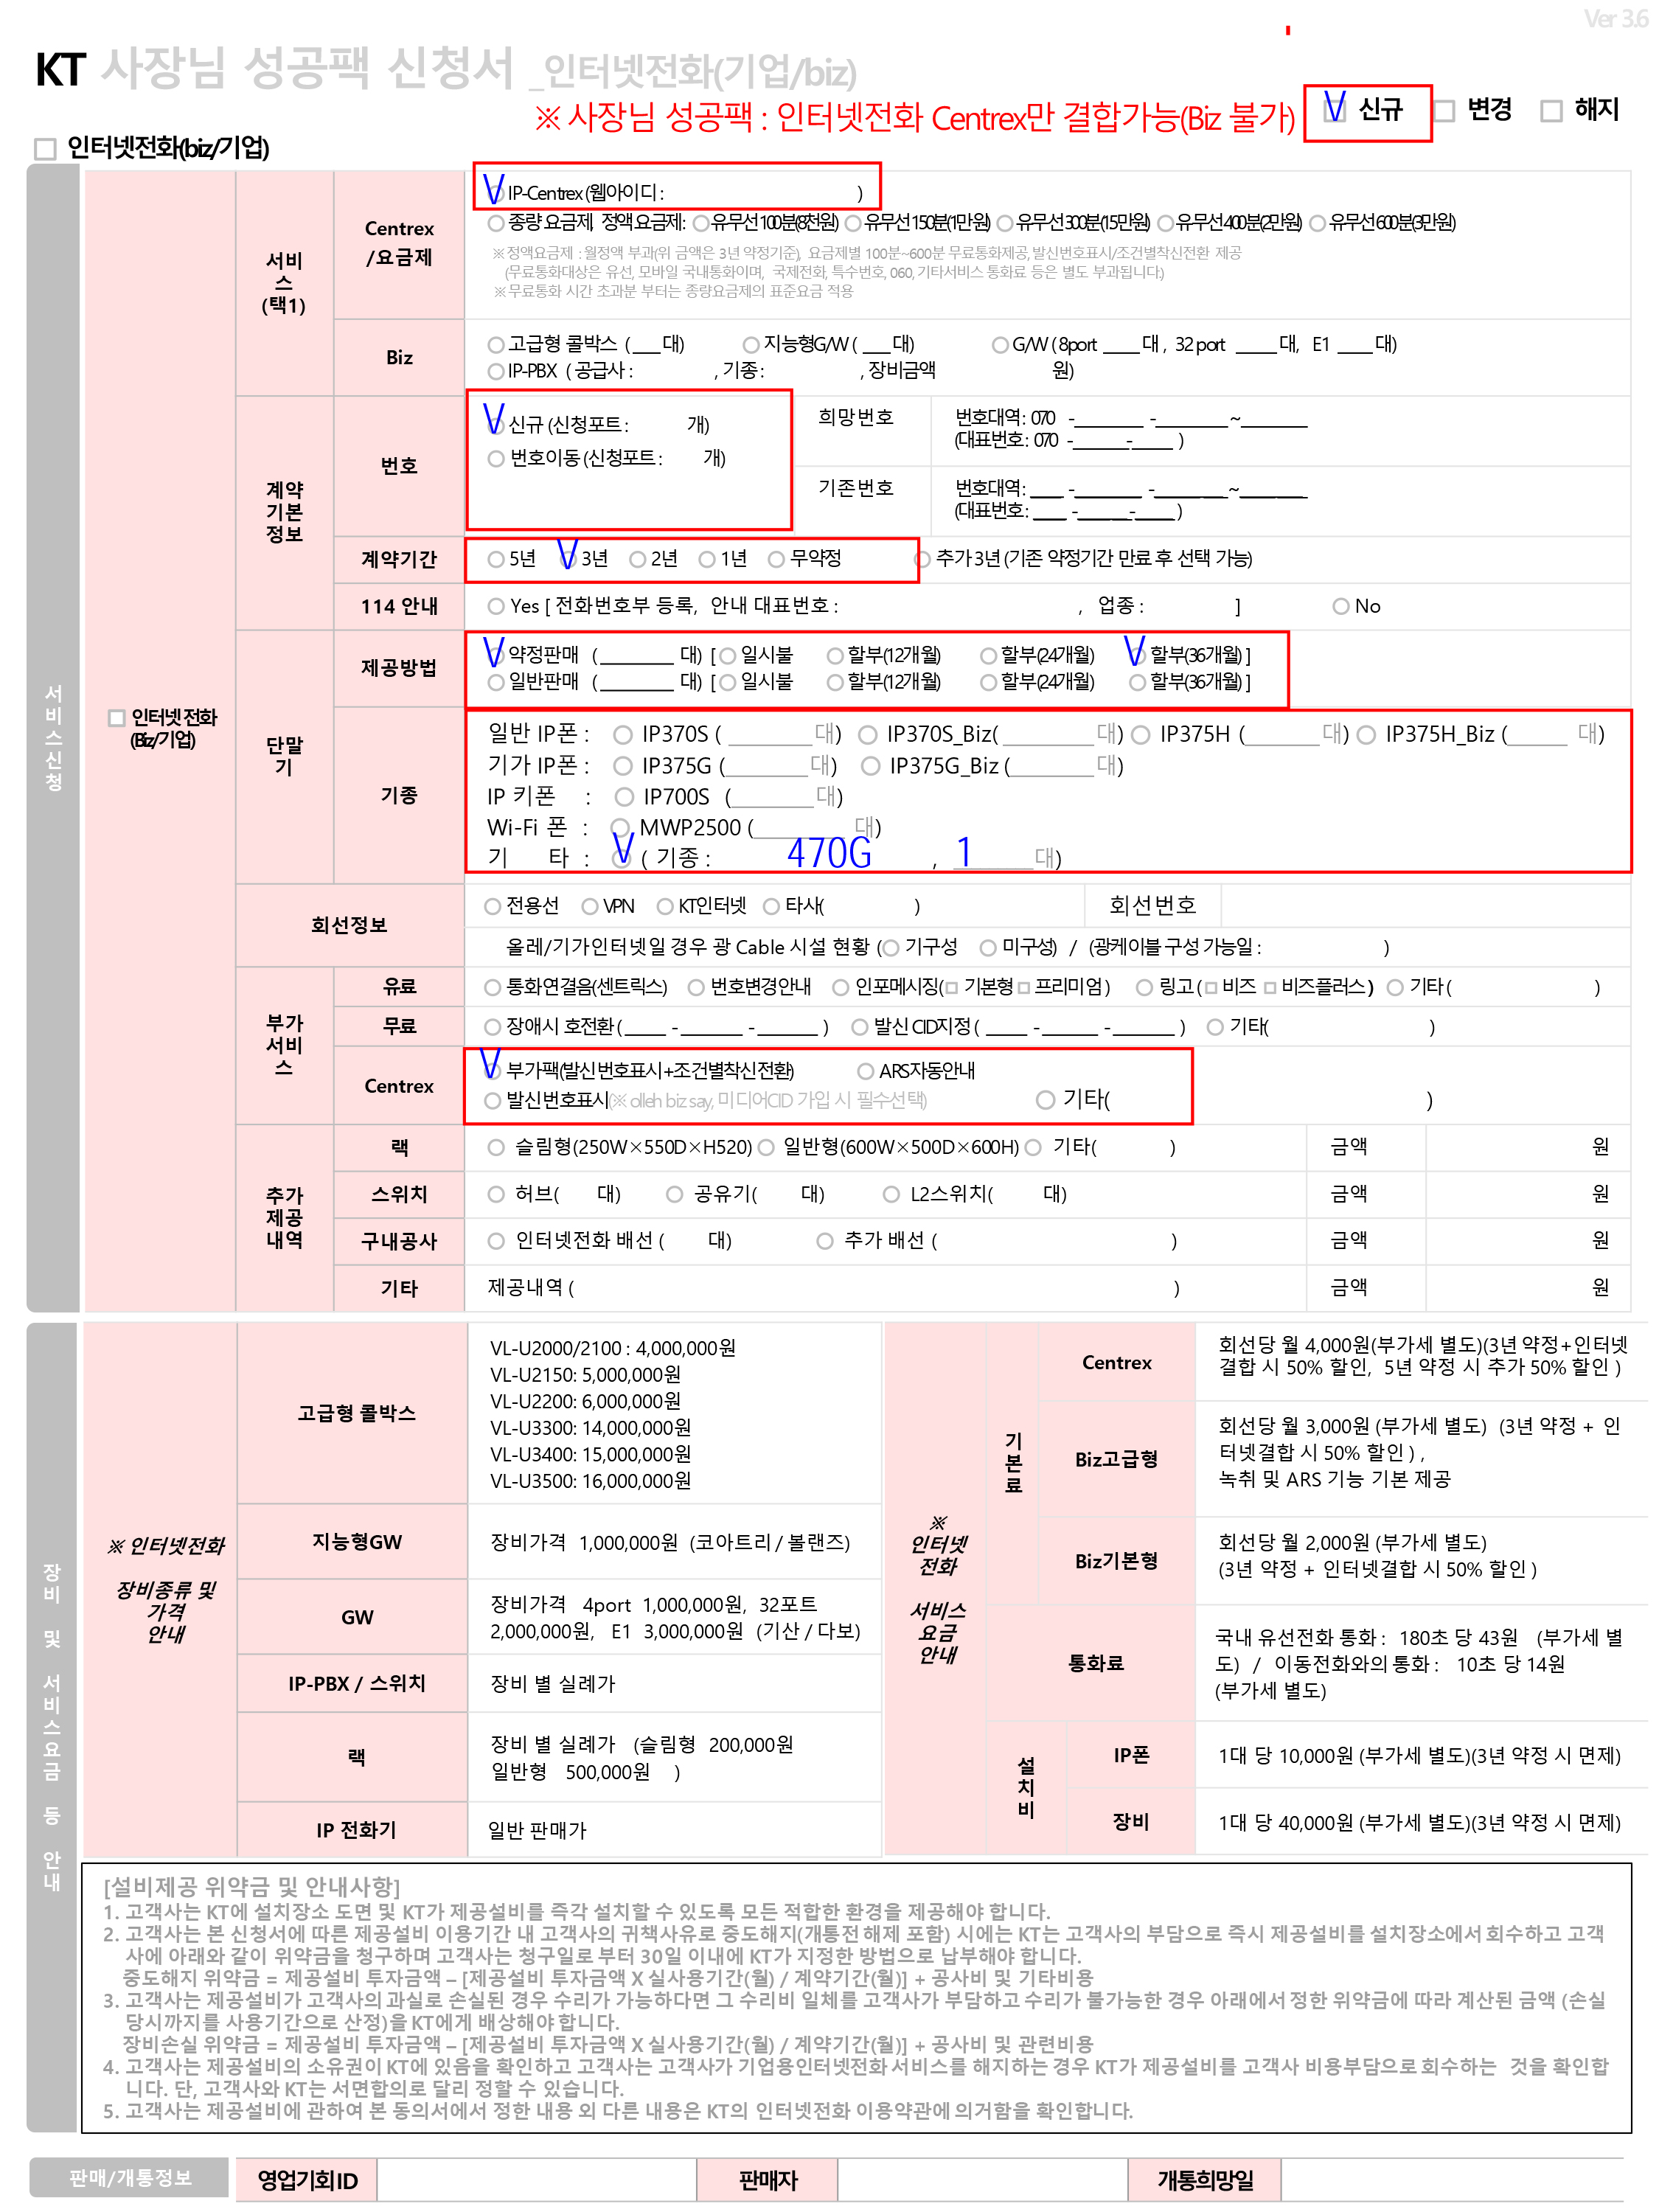 Ver 3.6
KT 사장님 성공팩 신청서 _인터넷전화(기업/biz)
※ 사장님 성공팩 : 인터넷전화 Centrex만 결합가능(Biz 불가)
V 신규 변경 해지
인터넷전화(biz/기업)
서비스신청
인터넷 전화
(Biz/기업)
서비
스
(택1)
Centrex
/요금제
V IP-Centrex (웹아이디 : )
종량 요금제, 정액 요금제 : 유무선 100분(8천원) 유무선 150분(1만원) 유무선 300분(1.5만원) 유무선 400분(2만원) 유무선 600분(3만원)
※ 정액요금제 : 월정액 부과(위 금액은 3년 약정기준), 요금제별 100분~600분 무료통화제공, 발신번호표시/조건별착신전환 제공
(무료통화대상은 유선, 모바일 국내통화이며, 국제전화, 특수번호, 060, 기타서비스 통화료 등은 별도 부과됩니다.)
※ 무료통화 시간 초과분 부터는 종량요금제의 표준요금 적용
Biz
고급형 콜박스 ( ___대) 지능형G/W ( ___대) G/W ( 8port ____대 , 32 port ____대, E1 ____대)
IP-PBX ( 공급사 : , 기종 : , 장비금액 원)
계약
기본
정보
번호
V 신규 (신청포트 : 개)
번호이동 (신청포트 : 개)
희망번호
번호대역 : 070 -_______ -_______~_______
(대표번호 : 070 -______-____ )
기존번호
번호대역 : ____ -_______ -_______~_______
(대표번호 : ____ -______-____ )
계약기간
5년 V 3년 2년 1년 무약정 추가 3년 (기존 약정기간 만료 후 선택 가능)
114 안내
Yes [ 전화번호부 등록, 안내 대표번호 : , 업종 : ] No
단말
기
제공방법
V 약정판매 ( ________ 대) [ 일시불 할부(12개월) 할부(24개월) V 할부(36개월) ]
일반판매 ( ________ 대) [ 일시불 할부(12개월) 할부(24개월) 할부(36개월) ]
기종
일반 IP폰 : IP370S ( _______대) IP370S_Biz( ________대) IP375H (_______대) IP375H_Biz (_____ 대)
기가 IP폰 : IP375G (_______대) IP375G_Biz (_______대)
IP 키폰 : IP700S (_______대)
Wi-Fi 폰 : MWP2500 (________ 대)
기 타 : V ( 기종 : 470G , 1______대)
회선정보
전용선 VPN KT인터넷 타사( ) 회선번호
올레/기가인터넷일 경우 광 Cable 시설 현황 ( 기구성 미구성) / (광케이블 구성 가능일 : )
부가
서비
스
유료
통화연결음(센트릭스) 번호변경안내 인포메시징( 기본형 프리미엄 ) 링고 ( 비즈 비즈플러스 ) 기타 ( )
무료
장애시 호전환 ( ____ -______ -______ ) 발신 CID지정 ( ____ -______ -______ ) 기타( )
Centrex
V 부가팩(발신번호표시+조건별착신전환) ARS자동안내
발신번호표시(※ olleh biz say, 미디어CID 가입 시 필수선택) 기타( )
추가
제공
내역
랙
슬림형(250W×550D×H520) 일반형(600W×500D×600H) 기타( ) 금액 원
스위치
허브( 대) 공유기( 대) L2스위치( 대) 금액 원
구내공사
인터넷전화 배선 ( 대) 추가 배선 ( ) 금액 원
기타
제공내역 ( ) 금액 원
장비 및 서비스요금 등 안내
※ 인터넷전화
장비종류 및
가격
안내
고급형 콜박스
VL-U2000/2100 : 4,000,000원
VL-U2150: 5,000,000원
VL-U2200: 6,000,000원
VL-U3300: 14,000,000원
VL-U3400: 15,000,000원
VL-U3500: 16,000,000원
지능형GW
장비가격 1,000,000원 (코아트리 / 볼랜즈)
GW
장비가격 4port 1,000,000원, 32포트
2,000,000원, E1 3,000,000원 (기산 / 다보)
IP-PBX / 스위치
장비 별 실례가
랙
장비 별 실례가 (슬림형 200,000원
일반형 500,000원 )
IP 전화기
일반 판매가
※
인터넷
전화
서비스
요금
안내
기본료
Centrex
회선당 월 4,000원(부가세 별도)(3년 약정+인터넷
결합 시 50% 할인, 5년 약정 시 추가 50% 할인 )
Biz고급형
회선당 월 3,000원 (부가세 별도) (3년 약정 + 인
터넷결합 시 50% 할인 ) ,
녹취 및 ARS 기능 기본 제공
Biz기본형
회선당 월 2,000원 (부가세 별도)
(3년 약정 + 인터넷결합 시 50% 할인 )
통화료
국내 유선전화 통화 : 180초 당 43원 (부가세 별
도) / 이동전화와의 통화 : 10초 당 14원
(부가세 별도)
설치비
IP폰
1대 당 10,000원 (부가세 별도)(3년 약정 시 면제)
장비
1대 당 40,000원 (부가세 별도)(3년 약정 시 면제)
[설비제공 위약금 및 안내사항]
1. 고객사는 KT에 설치장소 도면 및 KT가 제공설비를 즉각 설치할 수 있도록 모든 적합한 환경을 제공해야 합니다.
2. 고객사는 본 신청서에 따른 제공설비 이용기간 내 고객사의 귀책사유로 중도해지(개통전 해제 포함) 시에는 KT는 고객사의 부담으로 즉시 제공설비를 설치장소에서 회수하고 고객
사에 아래와 같이 위약금을 청구하며 고객사는 청구일로 부터 30일 이내에 KT가 지정한 방법으로 납부해야 합니다.
중도해지 위약금 = 제공설비 투자금액 – [제공설비 투자금액 X 실사용기간(월) / 계약기간(월)] + 공사비 및 기타비용
3. 고객사는 제공설비가 고객사의 과실로 손실된 경우 수리가 가능하다면 그 수리비 일체를 고객사가 부담하고 수리가 불가능한 경우 아래에서 정한 위약금에 따라 계산된 금액 (손실
당시까지를 사용기간으로 산정)을 KT에게 배상해야 합니다.
장비손실 위약금 = 제공설비 투자금액 – [제공설비 투자금액 X 실사용기간(월) / 계약기간(월)] + 공사비 및 관련비용
4. 고객사는 제공설비의 소유권이 KT에 있음을 확인하고 고객사는 고객사가 기업용인터넷전화 서비스를 해지하는 경우 KT가 제공설비를 고객사 비용부담으로 회수하는 것을 확인합
니다. 단, 고객사와 KT는 서면합의로 달리 정할 수 있습니다.
5. 고객사는 제공설비에 관하여 본 동의서에서 정한 내용 외 다른 내용은 KT의 인터넷전화 이용약관에 의거함을 확인합니다.
판매/개통정보 영업기회ID 판매자 개통희망일